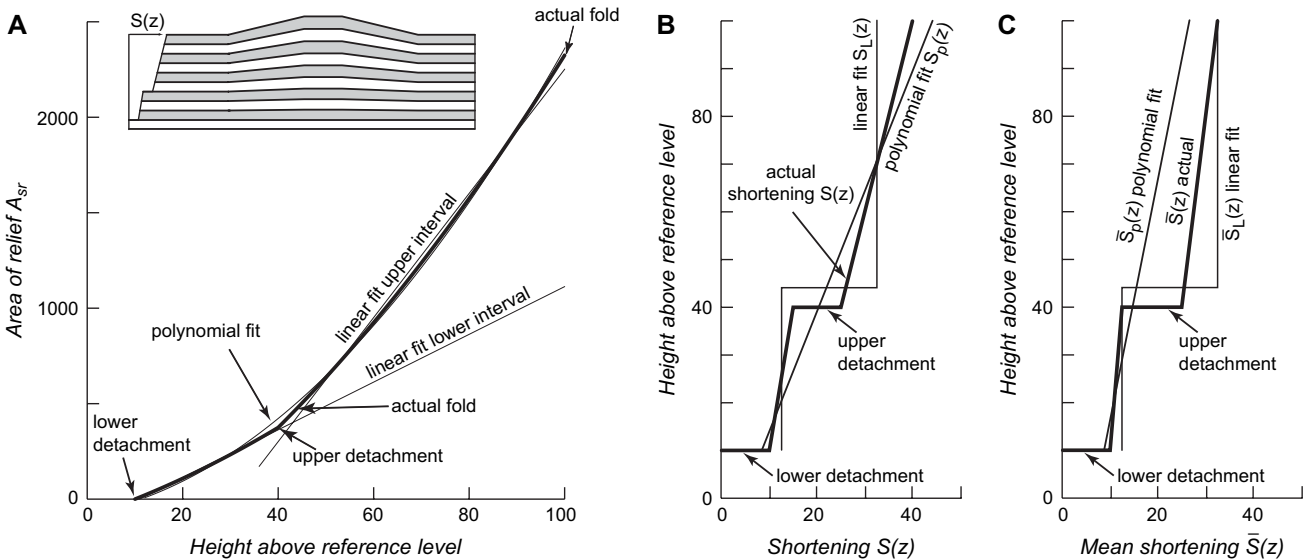 A
S(z)
actual fold
2000
1000
0
Area of relief A_sr
linear fit upper interval
polynomial fit
linear fit lower interval
actual fold
lower
detachment
upper detachment
0 20 40 60 80 100
Height above reference level
B
linear fit S_L(z)
polynomial fit S_p(z)
80
40
0
Height above reference level
actual
shortening S(z)
upper
detachment
lower detachment
0 20 40
Shortening S(z)
C
S̅_p(z) polynomial fit
S̅(z) actual
S̅_L(z) linear fit
80
40
0
Height above reference level
upper
detachment
lower detachment
0 20 40
Mean shortening S̅(z)